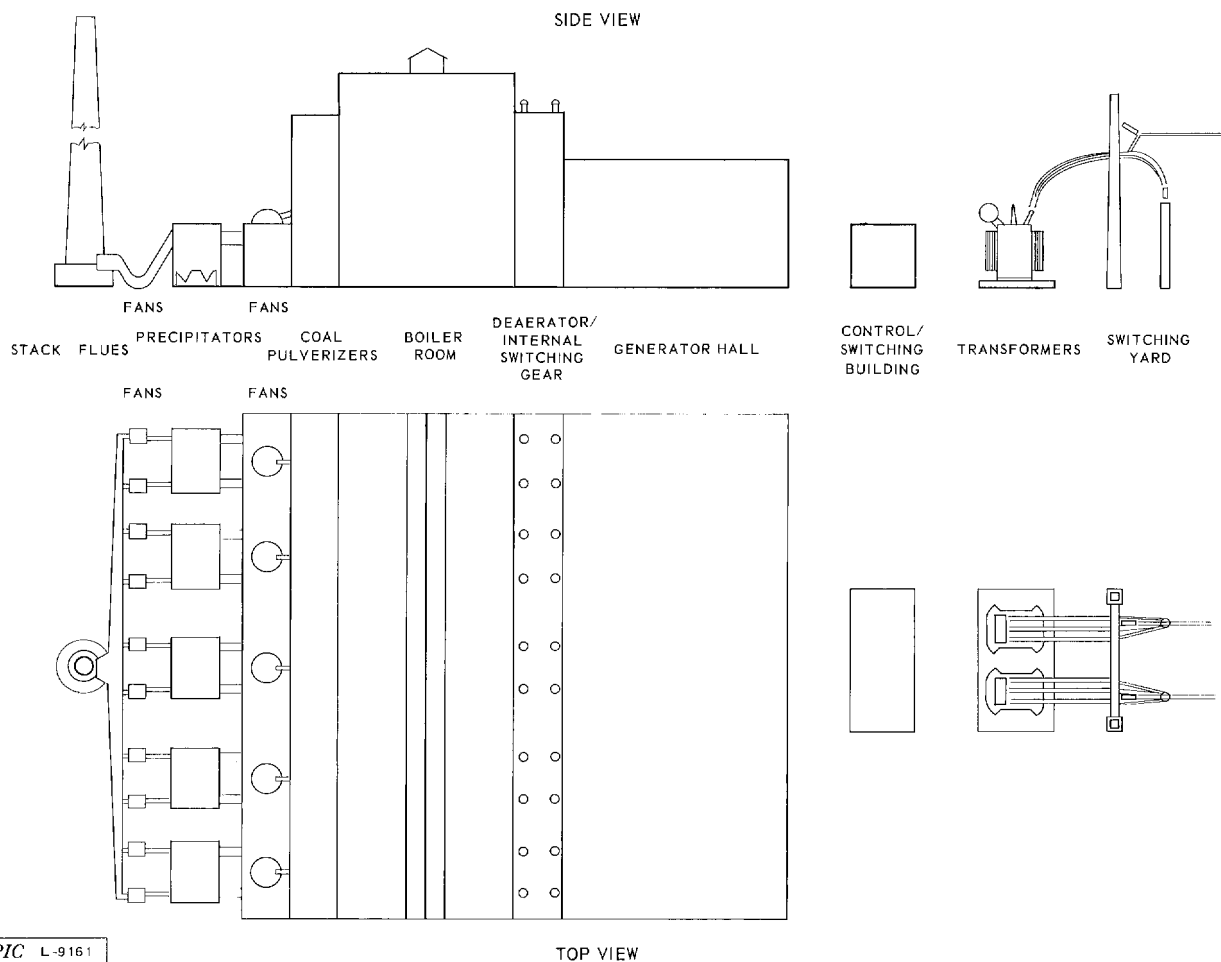 SIDE VIEW
FANS
FANS
STACK
FLUES
PRECIPITATORS
COAL
PULVERIZERS
BOILER
ROOM
DEAERATOR/
INTERNAL
SWITCHING
GEAR
GENERATOR HALL
CONTROL/
SWITCHING
BUILDING
TRANSFORMERS
SWITCHING
YARD
FANS
FANS
PIC L-9161
TOP VIEW